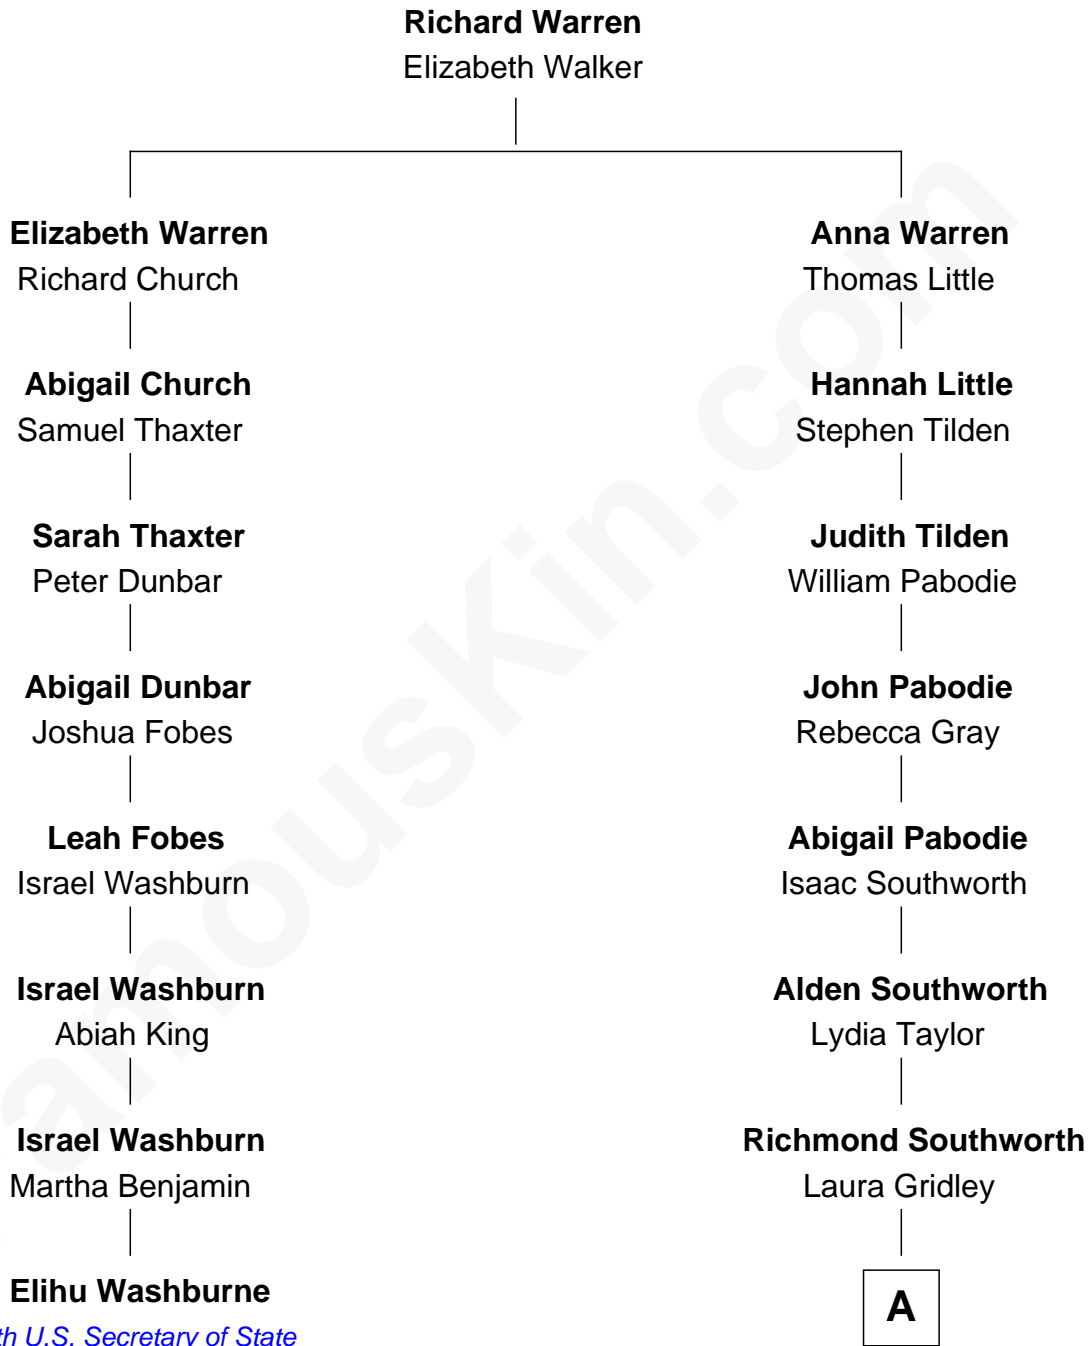 Richard Warren
Elizabeth Walker
Elizabeth Warren
Richard Church
Abigail Church
Samuel Thaxter
Sarah Thaxter
Peter Dunbar
Abigail Dunbar
Joshua Fobes
Leah Fobes
Israel Washburn
Israel Washburn
Abiah King
Israel Washburn
Martha Benjamin
Elihu Washburne
th U.S. Secretary of State
Anna Warren
Thomas Little
Hannah Little
Stephen Tilden
Judith Tilden
William Pabodie
John Pabodie
Rebecca Gray
Abigail Pabodie
Isaac Southworth
Alden Southworth
Lydia Taylor
Richmond Southworth
Laura Gridley
A
amouskin.com